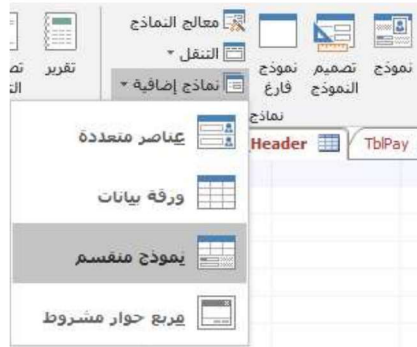 معالج النماذج
التنقل
نماذج إضافية
نموذج
تصميم النموذج
نموذج فارغ
تقرير
نماذج
Header
TblPay
عناصر متعددة
ورقة بيانات
نموذج منقسم
مربع حوار مشروط